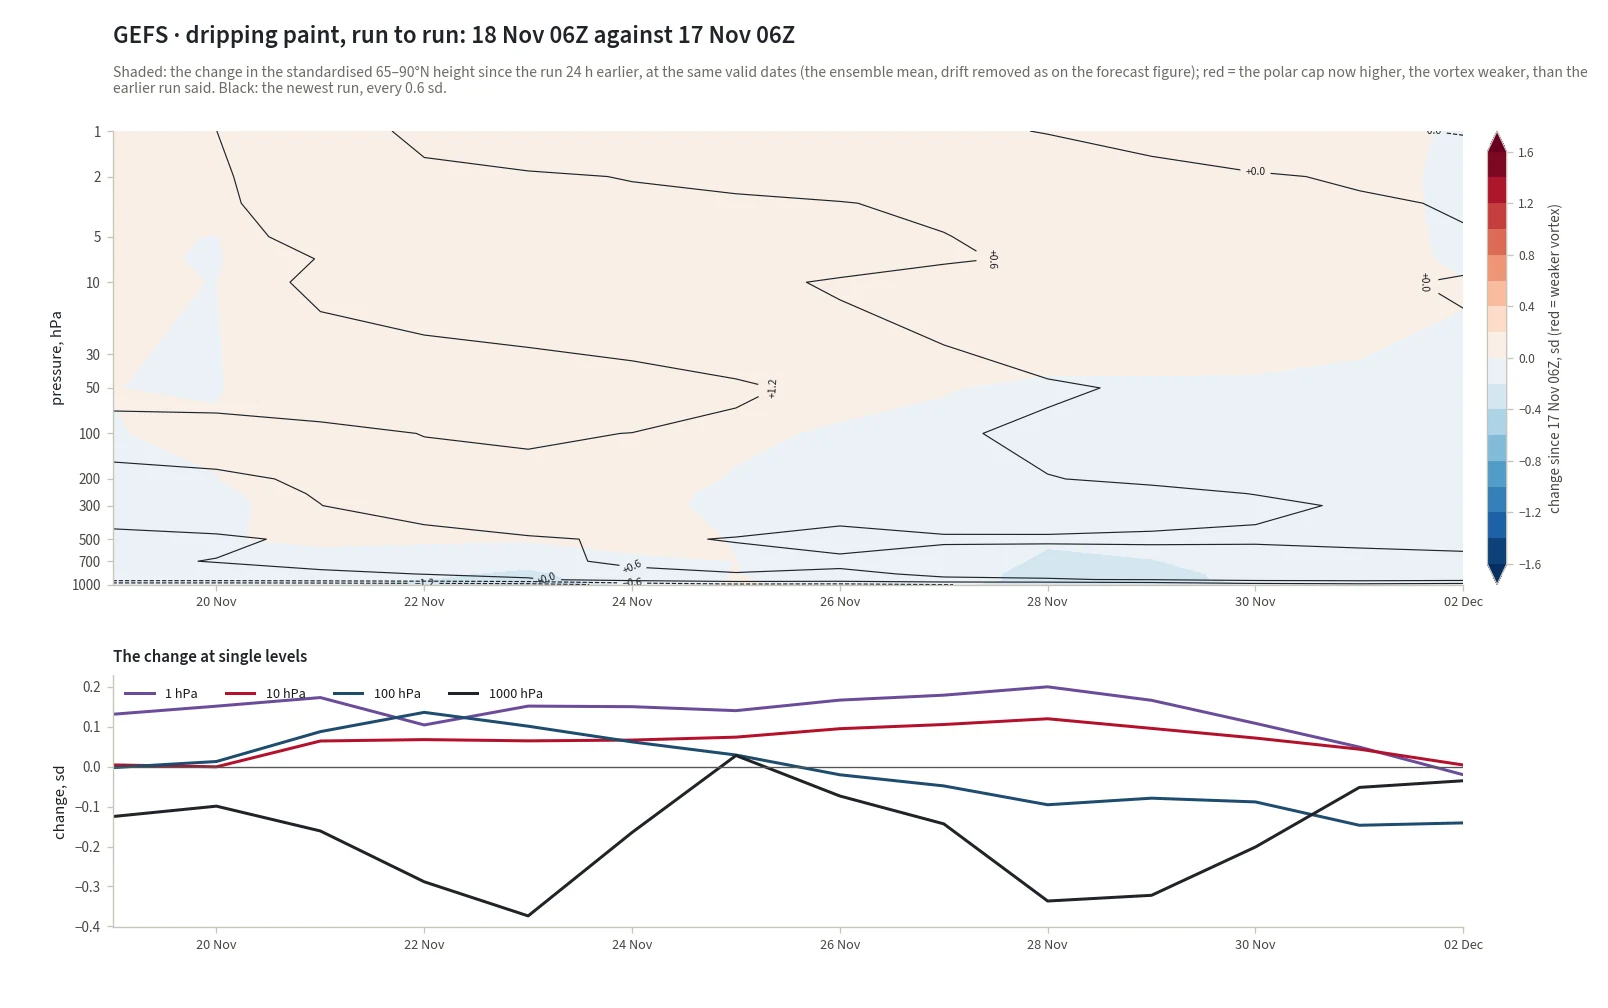 GEFS · dripping paint, run to run: 18 Nov 06Z against 17 Nov 06Z
Shaded: the change in the standardised 65–90°N height since the run 24 h earlier, at the same valid dates (the ensemble mean, drift removed as on the forecast figure); red = the polar cap now higher, the vortex weaker, than the
earlier run said. Black: the newest run, every 0.6 sd.
pressure, hPa
1
2
5
10
30
50
100
200
300
500
700
1000
+0.0
+0.6
+0.0
+1.2
+0.6
+0.0
20 Nov
22 Nov
24 Nov
26 Nov
28 Nov
30 Nov
02 Dec
1.6
1.2
0.8
0.4
0.0
−0.4
−0.8
−1.2
−1.6
change since 17 Nov 06Z, sd (red = weaker vortex)
The change at single levels
1 hPa
10 hPa
100 hPa
1000 hPa
change, sd
0.2
0.1
0.0
−0.1
−0.2
−0.3
−0.4
20 Nov
22 Nov
24 Nov
26 Nov
28 Nov
30 Nov
02 Dec